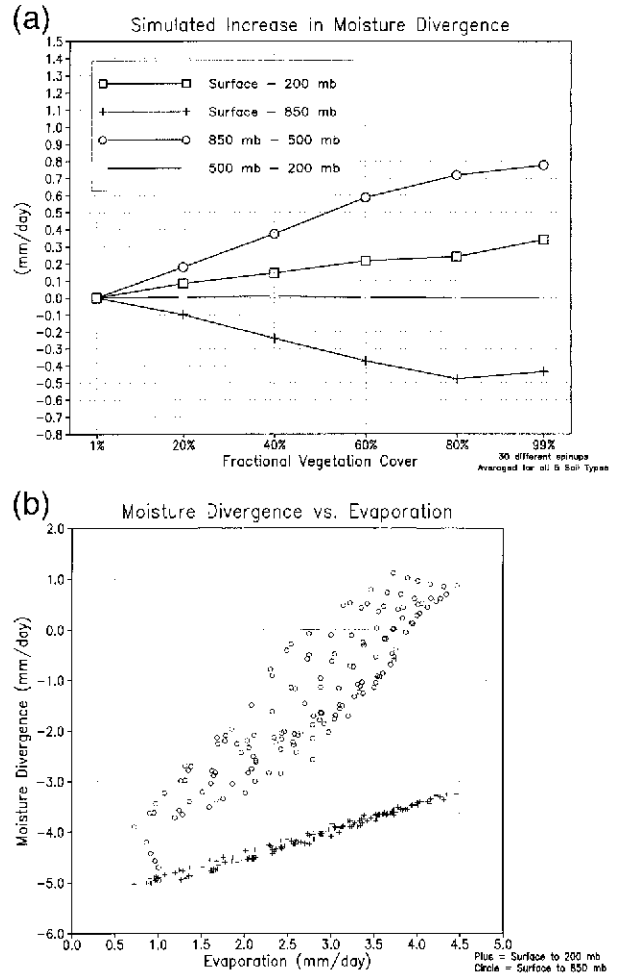 (a)
Simulated Increase in Moisture Divergence
1.5
1.4
1.3
1.2
1.1
1.0
0.9
0.8
0.7
0.6
0.5
0.4
0.3
0.2
0.1
0.0
-0.1
-0.2
-0.3
-0.4
-0.5
-0.6
-0.7
-0.8
(mm/day)
Surface - 200 mb
Surface - 850 mb
850 mb - 500 mb
500 mb - 200 mb
1% 20% 40% 60% 80% 99%
Fractional Vegetation Cover
different spinups
Averaged for all Soil Types
(b)
Moisture Divergence vs. Evaporation
2.0
1.0
0.0
-1.0
-2.0
-3.0
-4.0
-5.0
-6.0
Moisture Divergence (mm/day)
0.0 0.5 1.0 1.5 2.0 2.5 3.0 3.5 4.0 4.5 5.0
Evaporation (mm/day)
Plus = Surface to 200 mb
Circle = Surface to 850 mb